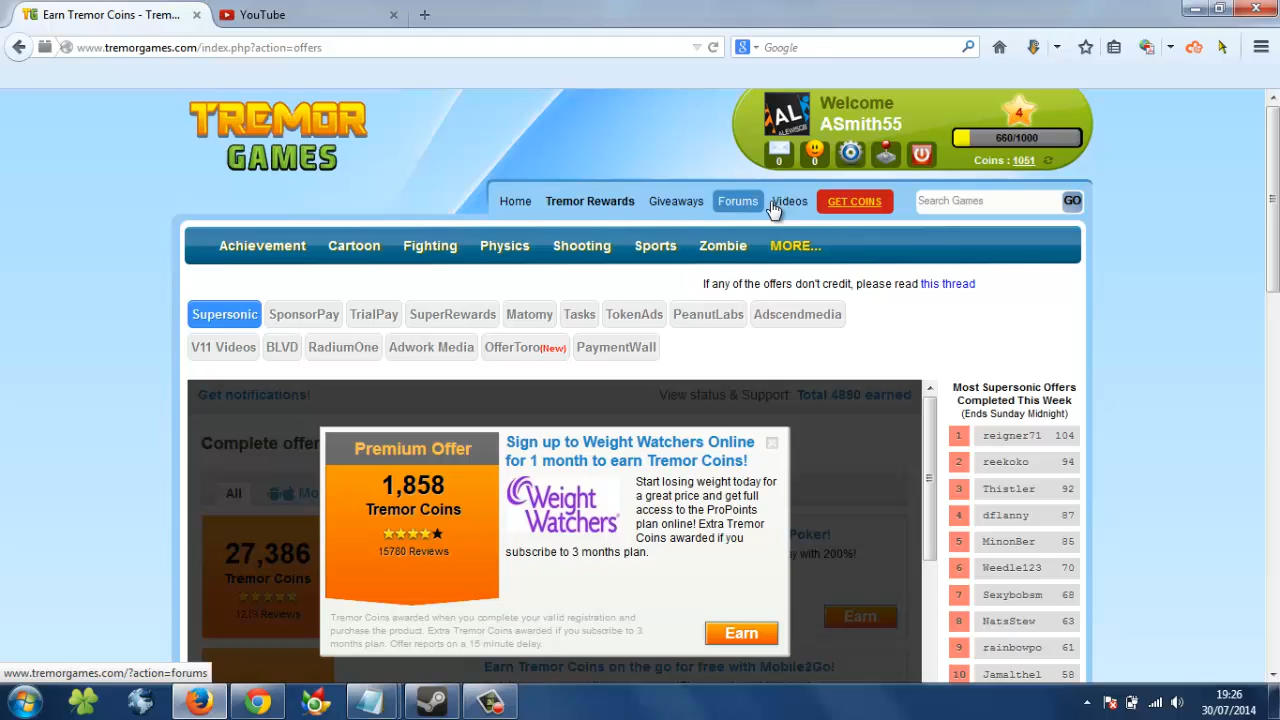 Earn Tremor Coins - Trem...
YouTube
www.tremorgames.com/index.php?action=offers
Google
TREMOR
GAMES
AL
Welcome
ASmith55
4
660/1000
0
0
Coins : 1051
Home
Tremor Rewards
Giveaways
Forums
Videos
GET COINS
Search Games
GO
Achievement
Cartoon
Fighting
Physics
Shooting
Sports
Zombie
MORE...
If any of the offers don't credit, please read this thread
Supersonic
SponsorPay
TrialPay
SuperRewards
Matomy
Tasks
TokenAds
PeanutLabs
Adscendmedia
V11 Videos
BLVD
RadiumOne
Adwork Media
OfferToro(New)
PaymentWall
Get notifications!
View status & Support
Total 4890 earned
Complete offer
All
Mo
27,386
Tremor Coins
Poker!
ay with 200%!
Earn
Earn Tremor Coins on the go for free with Mobile2Go!
Premium Offer
1,858
Tremor Coins
15780 Reviews
Sign up to Weight Watchers Online
for 1 month to earn Tremor Coins!
WeightWatchers
Start losing weight today for
a great price and get full
access to the ProPoints
plan online! Extra Tremor
Coins awarded if you
subscribe to 3 months plan.
Tremor Coins awarded when you complete your valid registration and
purchase the product. Extra Tremor Coins awarded if you subscribe to 3
months plan. Offer reports on a 15 minute delay.
Earn
Most Supersonic Offers
Completed This Week
(Ends Sunday Midnight)
1 reigner71 104
2 reekoko 94
3 Thistler 92
4 dflanny 87
5 MinonBer 85
6 Weedle123 70
7 Sexybobsm 68
8 NatsStew 63
9 rainbowpo 61
10 Jamalthe1 58
www.tremorgames.com/?action=forums
19:26
30/07/2014